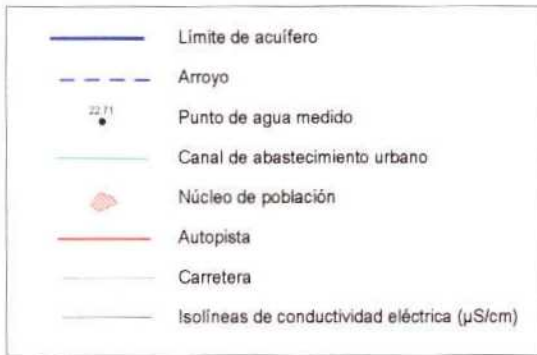 Límite de acuífero
Arroyo
22.71
Punto de agua medido
Canal de abastecimiento urbano
Núcleo de población
Autopista
Carretera
Isolíneas de conductividad eléctrica (µS/cm)